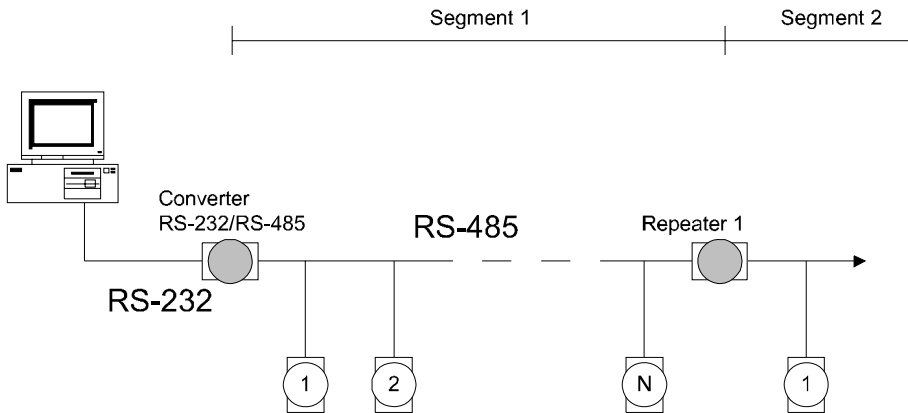 Segment 1
Segment 2
Converter
RS-232/RS-485
RS-485
Repeater 1
RS-232
1
2
N
1